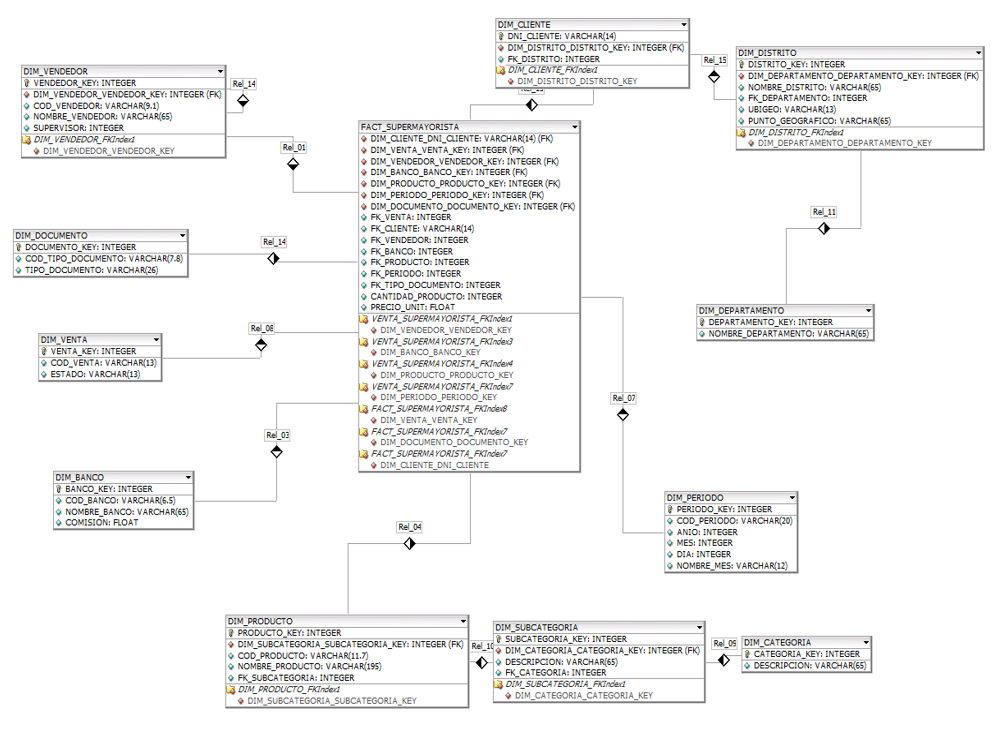 DIM_CLIENTE
DNI_CLIENTE: VARCHAR(14)
DIM_DISTRITO_DISTRITO_KEY: INTEGER (FK)
FK_DISTRITO: INTEGER
DIM_CLIENTE_FKIndex1
DIM_DISTRITO_DISTRITO_KEY
Rel_15
DIM_DISTRITO
DISTRITO_KEY: INTEGER
DIM_DEPARTAMENTO_DEPARTAMENTO_KEY: INTEGER (FK)
NOMBRE_DISTRITO: VARCHAR(65)
FK_DEPARTAMENTO: INTEGER
UBIGEO: VARCHAR(13)
PUNTO_GEOGRAFICO: VARCHAR(65)
DIM_DISTRITO_FKIndex1
DIM_DEPARTAMENTO_DEPARTAMENTO_KEY
DIM_VENDEDOR
VENDEDOR_KEY: INTEGER
DIM_VENDEDOR_VENDEDOR_KEY: INTEGER (FK)
COD_VENDEDOR: VARCHAR(9.1)
NOMBRE_VENDEDOR: VARCHAR(65)
SUPERVISOR: INTEGER
DIM_VENDEDOR_FKIndex1
DIM_VENDEDOR_VENDEDOR_KEY
Rel_14
Rel_01
FACT_SUPERMAYORISTA
DIM_CLIENTE_DNI_CLIENTE: VARCHAR(14) (FK)
DIM_VENTA_VENTA_KEY: INTEGER (FK)
DIM_VENDEDOR_VENDEDOR_KEY: INTEGER (FK)
DIM_BANCO_BANCO_KEY: INTEGER (FK)
DIM_PRODUCTO_PRODUCTO_KEY: INTEGER (FK)
DIM_PERIODO_PERIODO_KEY: INTEGER (FK)
DIM_DOCUMENTO_DOCUMENTO_KEY: INTEGER (FK)
FK_VENTA: INTEGER
FK_CLIENTE: VARCHAR(14)
FK_VENDEDOR: INTEGER
FK_BANCO: INTEGER
FK_PRODUCTO: INTEGER
FK_PERIODO: INTEGER
FK_TIPO_DOCUMENTO: INTEGER
CANTIDAD_PRODUCTO: INTEGER
PRECIO_UNIT: FLOAT
VENTA_SUPERMAYORISTA_FKIndex1
DIM_VENDEDOR_VENDEDOR_KEY
VENTA_SUPERMAYORISTA_FKIndex3
DIM_BANCO_BANCO_KEY
VENTA_SUPERMAYORISTA_FKIndex4
DIM_PRODUCTO_PRODUCTO_KEY
VENTA_SUPERMAYORISTA_FKIndex7
DIM_PERIODO_PERIODO_KEY
FACT_SUPERMAYORISTA_FKIndex8
DIM_VENTA_VENTA_KEY
FACT_SUPERMAYORISTA_FKIndex7
DIM_DOCUMENTO_DOCUMENTO_KEY
FACT_SUPERMAYORISTA_FKIndex7
DIM_CLIENTE_DNI_CLIENTE
DIM_DOCUMENTO
DOCUMENTO_KEY: INTEGER
COD_TIPO_DOCUMENTO: VARCHAR(7.8)
TIPO_DOCUMENTO: VARCHAR(26)
Rel_14
Rel_11
DIM_DEPARTAMENTO
DEPARTAMENTO_KEY: INTEGER
NOMBRE_DEPARTAMENTO: VARCHAR(65)
DIM_VENTA
VENTA_KEY: INTEGER
COD_VENTA: VARCHAR(13)
ESTADO: VARCHAR(13)
Rel_08
Rel_07
Rel_03
DIM_BANCO
BANCO_KEY: INTEGER
COD_BANCO: VARCHAR(6.5)
NOMBRE_BANCO: VARCHAR(65)
COMISION: FLOAT
DIM_PERIODO
PERIODO_KEY: INTEGER
COD_PERIODO: VARCHAR(20)
ANIO: INTEGER
MES: INTEGER
DIA: INTEGER
NOMBRE_MES: VARCHAR(12)
Rel_04
DIM_PRODUCTO
PRODUCTO_KEY: INTEGER
DIM_SUBCATEGORIA_SUBCATEGORIA_KEY: INTEGER (FK)
COD_PRODUCTO: VARCHAR(11.7)
NOMBRE_PRODUCTO: VARCHAR(195)
FK_SUBCATEGORIA: INTEGER
DIM_PRODUCTO_FKIndex1
DIM_SUBCATEGORIA_SUBCATEGORIA_KEY
DIM_SUBCATEGORIA
SUBCATEGORIA_KEY: INTEGER
DIM_CATEGORIA_CATEGORIA_KEY: INTEGER (FK)
DESCRIPCION: VARCHAR(65)
FK_CATEGORIA: INTEGER
DIM_SUBCATEGORIA_FKIndex1
DIM_CATEGORIA_CATEGORIA_KEY
Rel_09
DIM_CATEGORIA
CATEGORIA_KEY: INTEGER
DESCRIPCION: VARCHAR(65)